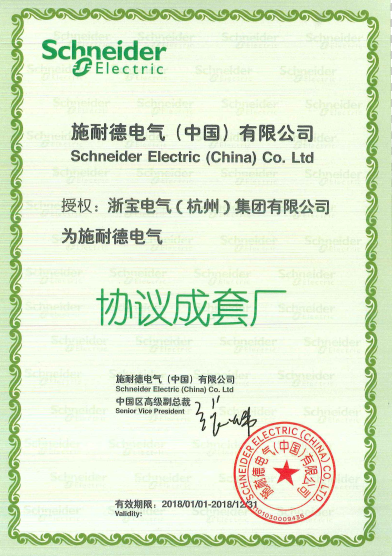 Schneider
Electric
施耐德电气（中国）有限公司
Schneider Electric (China) Co. Ltd
授权：浙宝电气（杭州）集团有限公司
为施耐德电气
协议成套厂
施耐德电气（中国）有限公司
Schneider Electric (China) Co. Ltd
中国区高级副总裁
Senior Vice President
SCHNEIDER ELECTRIC (CHINA) CO.,LTD
施耐德电气(中国)有限公司
有效期限：2018/01/01-2018/12/31
Validity: